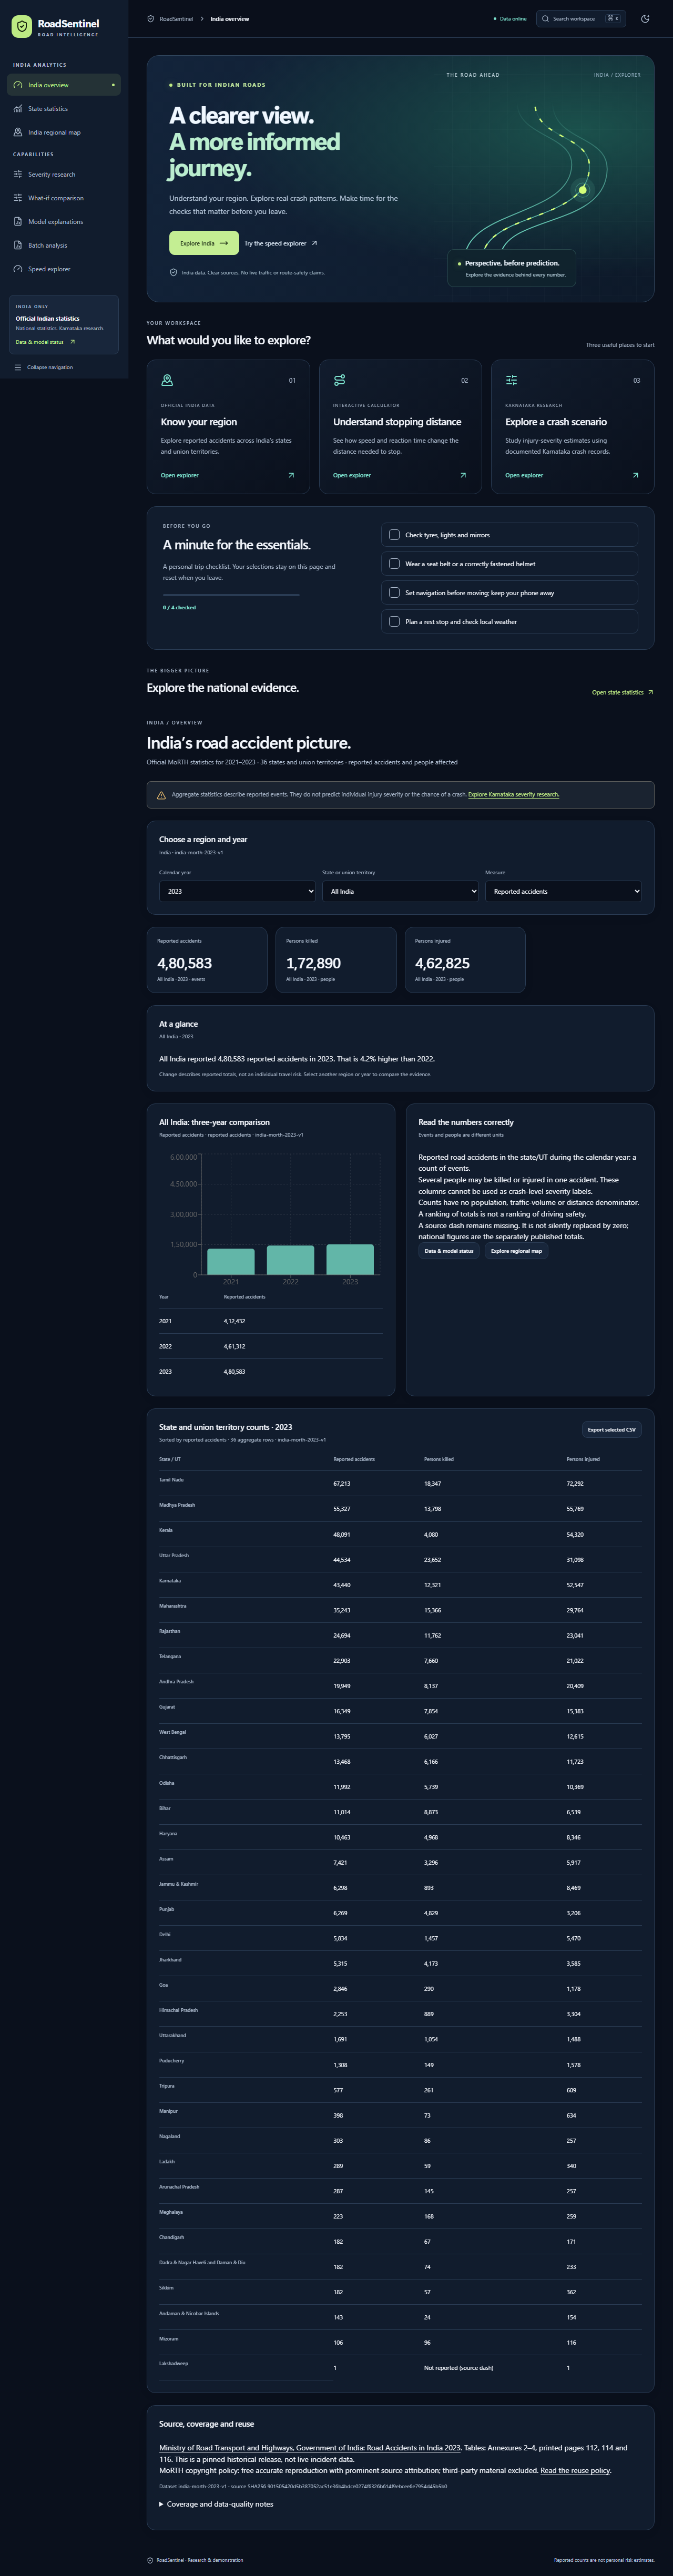 RoadSentinel
ROAD INTELLIGENCE
INDIA ANALYTICS
India overview
State statistics
India regional map
CAPABILITIES
Severity research
What-if comparison
Model explanations
Batch analysis
Speed explorer
INDIA ONLY
Official Indian statistics
National statistics. Karnataka research.
Data & model status
Collapse navigation
RoadSentinel
India overview
Data online
Search workspace
⌘ K
BUILT FOR INDIAN ROADS
A clearer view.
A more informed
journey.
Understand your region. Explore real crash patterns. Make time for the
checks that matter before you leave.
Explore India
Try the speed explorer
India data. Clear sources. No live traffic or route-safety claims.
THE ROAD AHEAD
INDIA / EXPLORER
Perspective, before prediction.
Explore the evidence behind every number.
YOUR WORKSPACE
What would you like to explore?
Three useful places to start
01
OFFICIAL INDIA DATA
Know your region
Explore reported accidents across India's states
and union territories.
Open explorer
02
INTERACTIVE CALCULATOR
Understand stopping distance
See how speed and reaction time change the
distance needed to stop.
Open explorer
03
KARNATAKA RESEARCH
Explore a crash scenario
Study injury-severity estimates using
documented Karnataka crash records.
Open explorer
BEFORE YOU GO
A minute for the essentials.
A personal trip checklist. Your selections stay on this page and
reset when you leave.
0 / 4 checked
Check tyres, lights and mirrors
Wear a seat belt or a correctly fastened helmet
Set navigation before moving; keep your phone away
Plan a rest stop and check local weather
THE BIGGER PICTURE
Explore the national evidence.
Open state statistics
INDIA / OVERVIEW
India's road accident picture.
Official MoRTH statistics for 2021–2023 · 36 states and union territories · reported accidents and people affected
Aggregate statistics describe reported events. They do not predict individual injury severity or the chance of a crash. Explore Karnataka severity research.
Choose a region and year
India · india-morth-2023-v1
Calendar year
State or union territory
Measure
2023
All India
Reported accidents
Reported accidents
4,80,583
All India · 2023 · events
Persons killed
1,72,890
All India · 2023 · people
Persons injured
4,62,825
All India · 2023 · people
At a glance
All India · 2023
All India reported 4,80,583 reported accidents in 2023. That is 4.2% higher than 2022.
Change describes reported totals, not an individual travel risk. Select another region or year to compare the evidence.
All India: three-year comparison
Reported accidents · reported accidents · india-morth-2023-v1
6,00,000
4,50,000
3,00,000
1,50,000
0
2021
2022
2023
Year
Reported accidents
2021
4,12,432
2022
4,61,312
2023
4,80,583
Read the numbers correctly
Events and people are different units
Reported road accidents in the state/UT during the calendar year; a
count of events.
Several people may be killed or injured in one accident. These
columns cannot be used as crash-level severity labels.
Counts have no population, traffic-volume or distance denominator.
A ranking of totals is not a ranking of driving safety.
A source dash remains missing. It is not silently replaced by zero;
national figures are the separately published totals.
Data & model status
Explore regional map
State and union territory counts · 2023
Sorted by reported accidents · 36 aggregate rows · india-morth-2023-v1
Export selected CSV
State / UT
Reported accidents
Persons killed
Persons injured
Tamil Nadu 67,213 18,347 72,292
Madhya Pradesh 55,327 13,798 55,769
Kerala 48,091 4,080 54,320
Uttar Pradesh 44,534 23,652 31,098
Karnataka 43,440 12,321 52,547
Maharashtra 35,243 15,366 29,764
Rajasthan 24,694 11,762 23,041
Telangana 22,903 7,660 21,022
Andhra Pradesh 19,949 8,137 20,409
Gujarat 16,349 7,854 15,383
West Bengal 13,795 6,027 12,615
Chhattisgarh 13,468 6,166 11,723
Odisha 11,992 5,739 10,369
Bihar 11,014 8,873 6,539
Haryana 10,463 4,968 8,346
Assam 7,421 3,296 5,917
Jammu & Kashmir 6,298 893 8,469
Punjab 6,269 4,829 3,206
Delhi 5,834 1,457 5,470
Jharkhand 5,315 4,173 3,585
Goa 2,846 290 1,178
Himachal Pradesh 2,253 889 3,304
Uttarakhand 1,691 1,054 1,488
Puducherry 1,308 149 1,578
Tripura 577 261 609
Manipur 398 73 634
Nagaland 303 86 257
Ladakh 289 59 340
Arunachal Pradesh 287 145 257
Meghalaya 223 168 259
Chandigarh 182 67 171
Dadra & Nagar Haveli and Daman & Diu 182 74 233
Sikkim 182 57 362
Andaman & Nicobar Islands 143 24 154
Mizoram 106 96 116
Lakshadweep 1 Not reported (source dash) 1
Source, coverage and reuse
Ministry of Road Transport and Highways, Government of India: Road Accidents in India 2023. Tables: Annexures 2–4, printed pages 112, 114 and
116. This is a pinned historical release, not live incident data.
MoRTH copyright policy: free accurate reproduction with prominent source attribution; third-party material excluded. Read the reuse policy.
Dataset india-morth-2023-v1 · source SHA256
Coverage and data-quality notes
RoadSentinel · Research & demonstration
Reported counts are not personal risk estimates.